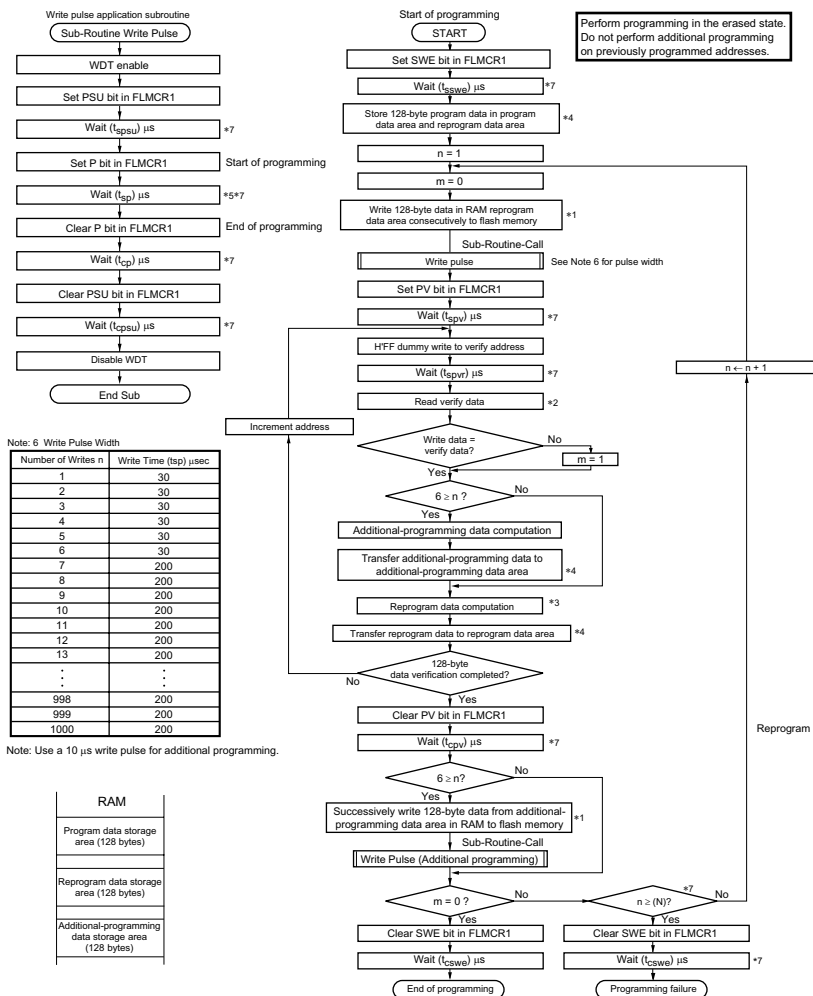 Write pulse application subroutine
Sub-Routine Write Pulse
WDT enable
Set PSU bit in FLMCR1
Wait (tspsu) μs
*7
Set P bit in FLMCR1
Start of programming
Wait (tsp) μs
*5*7
Clear P bit in FLMCR1
End of programming
Wait (tcp) μs
*7
Clear PSU bit in FLMCR1
Wait (tcpsu) μs
*7
Disable WDT
End Sub
Note: 6 Write Pulse Width
Number of Writes n
Write Time (tsp) μsec
1 30
2 30
3 30
4 30
5 30
6 30
7 200
8 200
9 200
10 200
11 200
12 200
13 200
998 200
999 200
1000 200
Note: Use a 10 μs write pulse for additional programming.
RAM
Program data storage
area (128 bytes)
Reprogram data storage
area (128 bytes)
Additional-programming
data storage area
(128 bytes)
Start of programming
START
Set SWE bit in FLMCR1
Wait (tsswe) μs
*7
Store 128-byte program data in program
data area and reprogram data area
*4
n = 1
m = 0
Write 128-byte data in RAM reprogram
data area consecutively to flash memory
*1
Sub-Routine-Call
Write pulse
See Note 6 for pulse width
Set PV bit in FLMCR1
Wait (tspv) μs
*7
H'FF dummy write to verify address
Wait (tspvr) μs
*7
Read verify data
*2
Increment address
Write data =
verify data?
No
m = 1
Yes
6 ≥ n ?
No
Yes
Additional-programming data computation
Transfer additional-programming data to
additional-programming data area
*4
Reprogram data computation
*3
Transfer reprogram data to reprogram data area
*4
128-byte
data verification completed?
No
Yes
Clear PV bit in FLMCR1
Wait (tcpv) μs
*7
6 ≥ n?
No
Yes
Successively write 128-byte data from additional-
programming data area in RAM to flash memory
*1
Sub-Routine-Call
Write Pulse (Additional programming)
m = 0 ?
No
Yes
Clear SWE bit in FLMCR1
Wait (tcswe) μs
End of programming
n ≥ (N)?
*7
No
Yes
Clear SWE bit in FLMCR1
Wait (tcswe) μs
*7
Programming failure
Perform programming in the erased state.
Do not perform additional programming
on previously programmed addresses.
n ← n + 1
Reprogram